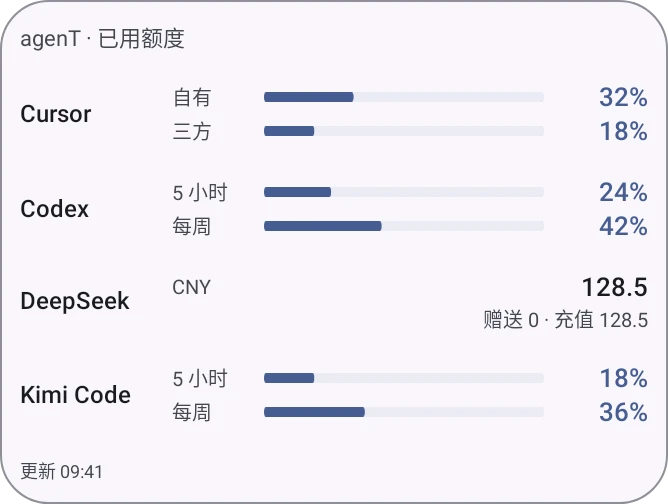 agenT · 已用额度
Cursor
自有 32%
三方 18%
Codex
5 小时 24%
每周 42%
DeepSeek
CNY 128.5
赠送 0 · 充值 128.5
Kimi Code
5 小时 18%
每周 36%
更新 09:41